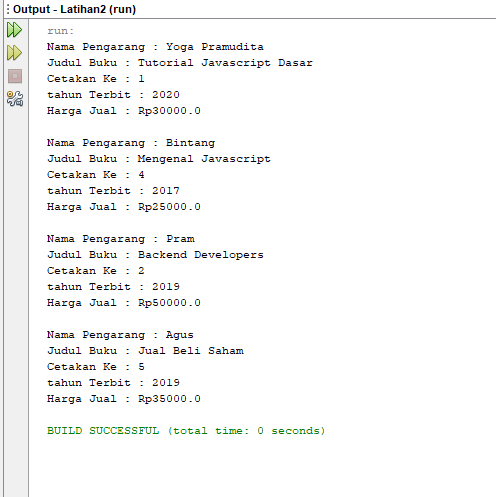 Output - Latihan2 (run)
run:
Nama Pengarang : Yoga Pramudita
Judul Buku : Tutorial Javascript Dasar
Cetakan Ke : 1
tahun Terbit : 2020
Harga Jual : Rp30000.0
Nama Pengarang : Bintang
Judul Buku : Mengenal Javascript
Cetakan Ke : 4
tahun Terbit : 2017
Harga Jual : Rp25000.0
Nama Pengarang : Pram
Judul Buku : Backend Developers
Cetakan Ke : 2
tahun Terbit : 2019
Harga Jual : Rp50000.0
Nama Pengarang : Agus
Judul Buku : Jual Beli Saham
Cetakan Ke : 5
tahun Terbit : 2019
Harga Jual : Rp35000.0
BUILD SUCCESSFUL (total time: 0 seconds)